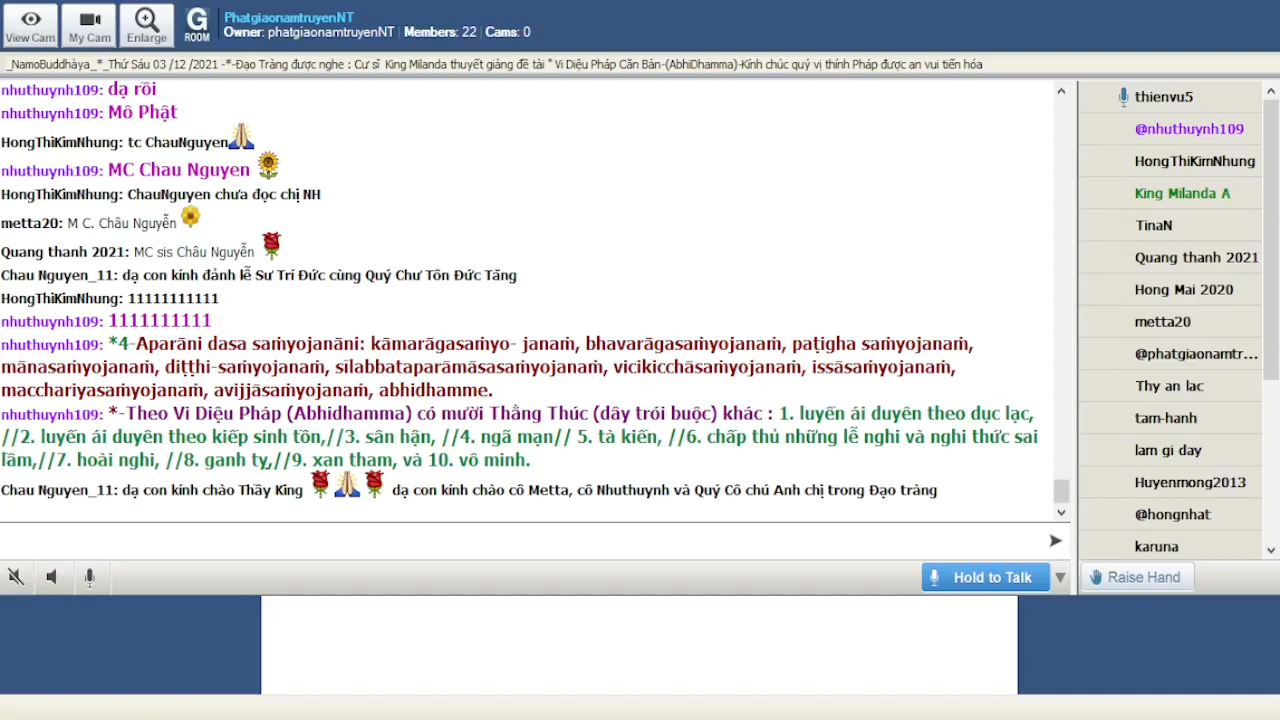 View Cam
My Cam
Enlarge
G
ROOM
PhatgiaonamtruyenNT
Owner: phatgiaonamtruyenNT | Members: 22 | Cams: 0
_NamoBuddhàya_*_Thứ Sáu 03 /12 /2021 -*-Đạo Tràng được nghe : Cư sĩ King Milanda thuyết giảng đề tài " Vi Diệu Pháp Căn Bản-(AbhiDhamma)-Kính chúc quý vị thính Pháp được an vui tiến hóa
nhuthuynh109: dạ rồi
nhuthuynh109: Mô Phật
HongThiKimNhung: tc ChauNguyen
nhuthuynh109: MC Chau Nguyen
HongThiKimNhung: ChauNguyen chưa đọc chị NH
metta20: M C. Châu Nguyễn
Quang thanh 2021: MC sis Châu Nguyễn
Chau Nguyen_11: dạ con kính đảnh lễ Sư Trí Đức cùng Quý Chư Tôn Đức Tăng
HongThiKimNhung: 11111111111
nhuthuynh109: 1111111111
nhuthuynh109: *4-Aparāni dasa saṁyojanāni: kāmarāgasaṁyo- janaṁ, bhavarāgasaṁyojanaṁ, paṭigha saṁyojanaṁ,
mānasaṁyojanaṁ, diṭṭhi-saṁyojanaṁ, sīlabbataparāmāsasaṁyojanaṁ, vicikicchāsaṁyojanaṁ, issāsaṁyojanaṁ,
macchariyasaṁyojanaṁ, avijjāsaṁyojanaṁ, abhidhamme.
nhuthuynh109: *-Theo Vi Diệu Pháp (Abhidhamma) có mười Thằng Thúc (dây trói buộc) khác : 1. luyến ái duyên theo dục lạc,
//2. luyến ái duyên theo kiếp sinh tồn,//3. sân hận, //4. ngã mạn// 5. tà kiến, //6. chấp thủ những lễ nghi và nghi thức sai
lầm,//7. hoài nghi, //8. ganh tỵ,//9. xan tham, và 10. vô minh.
Chau Nguyen_11: dạ con kính chào Thầy King dạ con kính chào cô Metta, cô Nhuthuynh và Quý Cô chú Anh chị trong Đạo tràng
Hold to Talk
thienvu5
@nhuthuynh109
HongThiKimNhung
King Milanda A
TinaN
Quang thanh 2021
Hong Mai 2020
metta20
@phatgiaonamtr...
Thy an lac
tam-hanh
lam gi day
Huyenmong2013
@hongnhat
karuna
Raise Hand